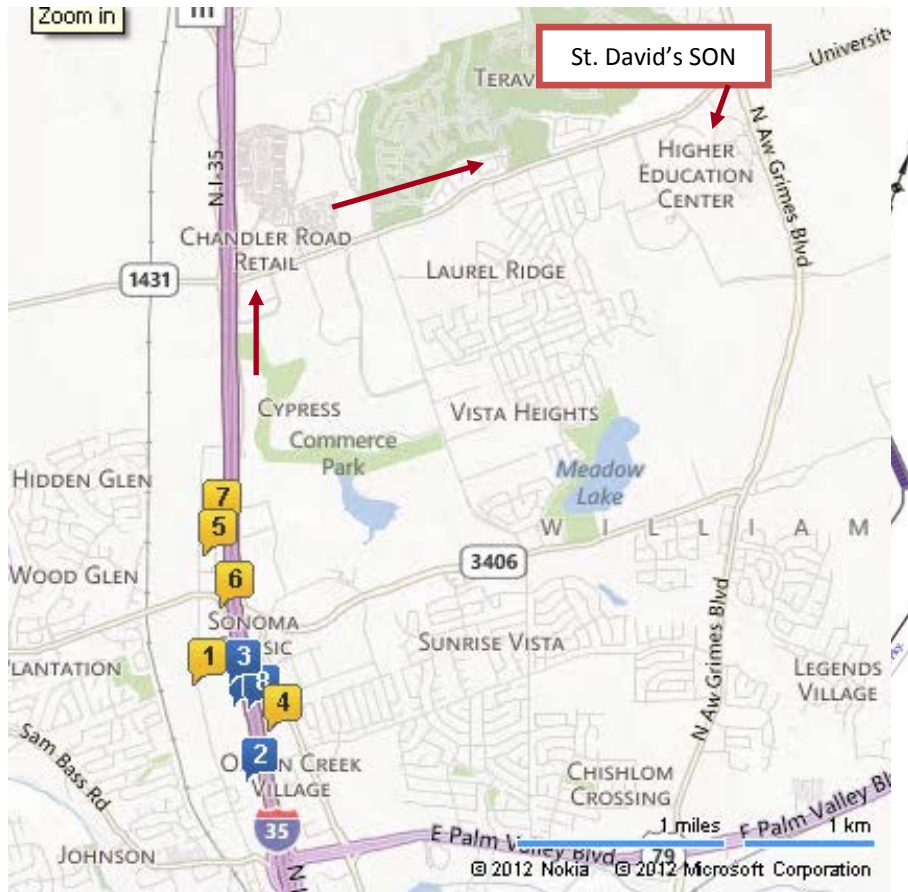 Zoom in
St. David's SON
TERAV
University
N I-35
HIGHER
EDUCATION
CENTER
N Aw Grimes Blvd
CHANDLER ROAD
RETAIL
1431
LAUREL RIDGE
CYPRESS
Commerce
Park
VISTA HEIGHTS
Meadow
Lake
HIDDEN GLEN
7
5
W I L L I A M
3406
WOOD GLEN
6
SONOMA
SIC
1
3
8
4
PLANTATION
SUNRISE VISTA
LEGENDS
VILLAGE
N Aw Grimes Blvd
Sam Bass Rd
2
CREEK
VILLAGE
CHISHLOM
CROSSING
35
JOHNSON
E Palm Valley Blvd
79
E Palm Valley Bl
1 miles
1 km
© 2012 Nokia © 2012 Microsoft Corporation